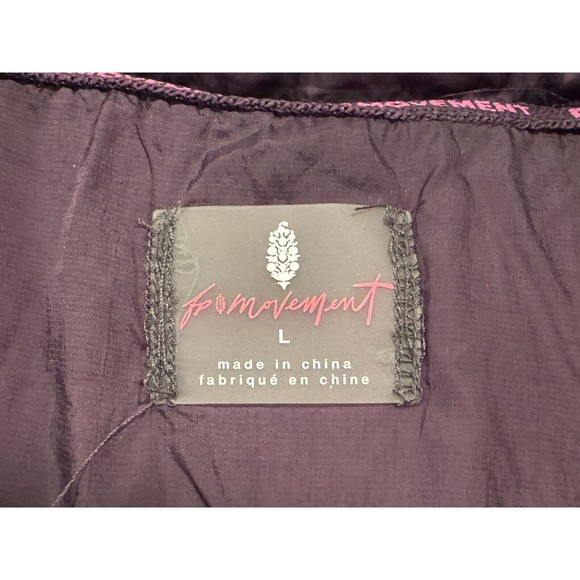 MOVEMENT
fp movement
L
made in china
fabriqué en chine